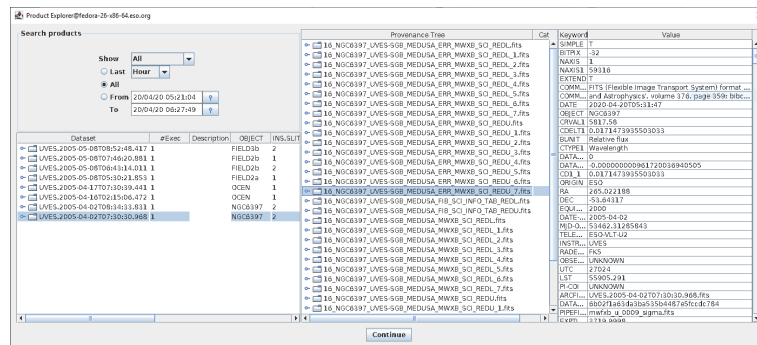 Product Explorer@fedora-26-x86-64.eso.org
Search products
Show All
Last Hour
All
From 20/04/20 05:21:04
To 20/04/20 06:27:49
Dataset #Exec Description OBJECT INS.SLIT
UVES.2005-05-08T08:52:48.417 1 FIELD3b 2
UVES.2005-05-08T07:46:20.881 1 FIELD2b 1
UVES.2005-05-08T06:43:14.011 3 FIELD2b 2
UVES.2005-05-08T05:30:21.853 1 FIELD2a 1
UVES.2005-04-17T07:30:39.441 1 OCEN 1
UVES.2005-04-16T02:15:06.472 1 OCEN 1
UVES.2005-04-02T08:34:33.831 1 NGC6397 2
UVES.2005-04-02T07:30:30.968 1 NGC6397 2
Provenance Tree Cat
16_NGC6397_UVES-SGB_MEDUSA_ERR_MWXB_SCI_REDL.fits
16_NGC6397_UVES-SGB_MEDUSA_ERR_MWXB_SCI_REDL_1.fits
16_NGC6397_UVES-SGB_MEDUSA_ERR_MWXB_SCI_REDL_2.fits
16_NGC6397_UVES-SGB_MEDUSA_ERR_MWXB_SCI_REDL_3.fits
16_NGC6397_UVES-SGB_MEDUSA_ERR_MWXB_SCI_REDL_4.fits
16_NGC6397_UVES-SGB_MEDUSA_ERR_MWXB_SCI_REDL_5.fits
16_NGC6397_UVES-SGB_MEDUSA_ERR_MWXB_SCI_REDL_6.fits
16_NGC6397_UVES-SGB_MEDUSA_ERR_MWXB_SCI_REDL_7.fits
16_NGC6397_UVES-SGB_MEDUSA_ERR_MWXB_SCI_REDU.fits
16_NGC6397_UVES-SGB_MEDUSA_ERR_MWXB_SCI_REDU_1.fits
16_NGC6397_UVES-SGB_MEDUSA_ERR_MWXB_SCI_REDU_2.fits
16_NGC6397_UVES-SGB_MEDUSA_ERR_MWXB_SCI_REDU_3.fits
16_NGC6397_UVES-SGB_MEDUSA_ERR_MWXB_SCI_REDU_4.fits
16_NGC6397_UVES-SGB_MEDUSA_ERR_MWXB_SCI_REDU_5.fits
16_NGC6397_UVES-SGB_MEDUSA_ERR_MWXB_SCI_REDU_6.fits
16_NGC6397_UVES-SGB_MEDUSA_ERR_MWXB_SCI_REDU_7.fits
16_NGC6397_UVES-SGB_MEDUSA_FIB_SCI_INFO_TAB_REDL.fits
16_NGC6397_UVES-SGB_MEDUSA_FIB_SCI_INFO_TAB_REDU.fits
16_NGC6397_UVES-SGB_MEDUSA_MWXB_SCI_REDL.fits
16_NGC6397_UVES-SGB_MEDUSA_MWXB_SCI_REDL_1.fits
16_NGC6397_UVES-SGB_MEDUSA_MWXB_SCI_REDL_2.fits
16_NGC6397_UVES-SGB_MEDUSA_MWXB_SCI_REDL_3.fits
16_NGC6397_UVES-SGB_MEDUSA_MWXB_SCI_REDL_4.fits
16_NGC6397_UVES-SGB_MEDUSA_MWXB_SCI_REDL_5.fits
16_NGC6397_UVES-SGB_MEDUSA_MWXB_SCI_REDL_6.fits
16_NGC6397_UVES-SGB_MEDUSA_MWXB_SCI_REDL_7.fits
16_NGC6397_UVES-SGB_MEDUSA_MWXB_SCI_REDU.fits
16_NGC6397_UVES-SGB_MEDUSA_MWXB_SCI_REDU_1.fits
Keyword Value
SIMPLE T
BITPIX -32
NAXIS 1
NAXIS1 59316
EXTEND T
COMM... FITS (Flexible Image Transport System) format ...
COMM... and Astrophysics', volume 376, page 359; bibc...
DATE 2020-04-20T05:31:47
OBJECT NGC6397
CRVAL1 5817.58
CDELT1 0.0171473935503033
BUNIT Relative flux
CTYPE1 Wavelength
DATA... 0
DATA... -0.0000000000961720036940505
CD1_1 0.0171473935503033
ORIGIN ESO
RA 265.022188
DEC -53.64317
EQUI... 2000
DATE-... 2005-04-02
MJD-O... 53462.31285843
TELE... ESO-VLT-U2
INSTR... UVES
RADE... FK5
OBSE... UNKNOWN
UTC 27024
LST 55905.291
PI-COI UNKNOWN
ARCFI... UVES.2005-04-02T07:30:30.968.fits
DATA... 6b02f1a63da3ba535b4487e5fccdc784
PIPEFI... mwfxb_u_0009_sigma.fits
EXPTI... 3719.9998
Continue